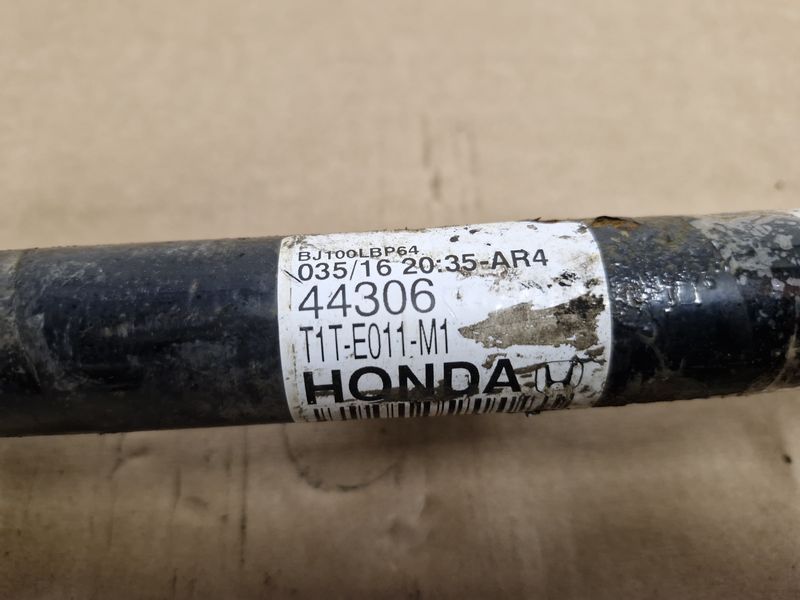 BJ100LBP64
035/16 20:35-AR4
44306
T1T-E011-M1
HONDA